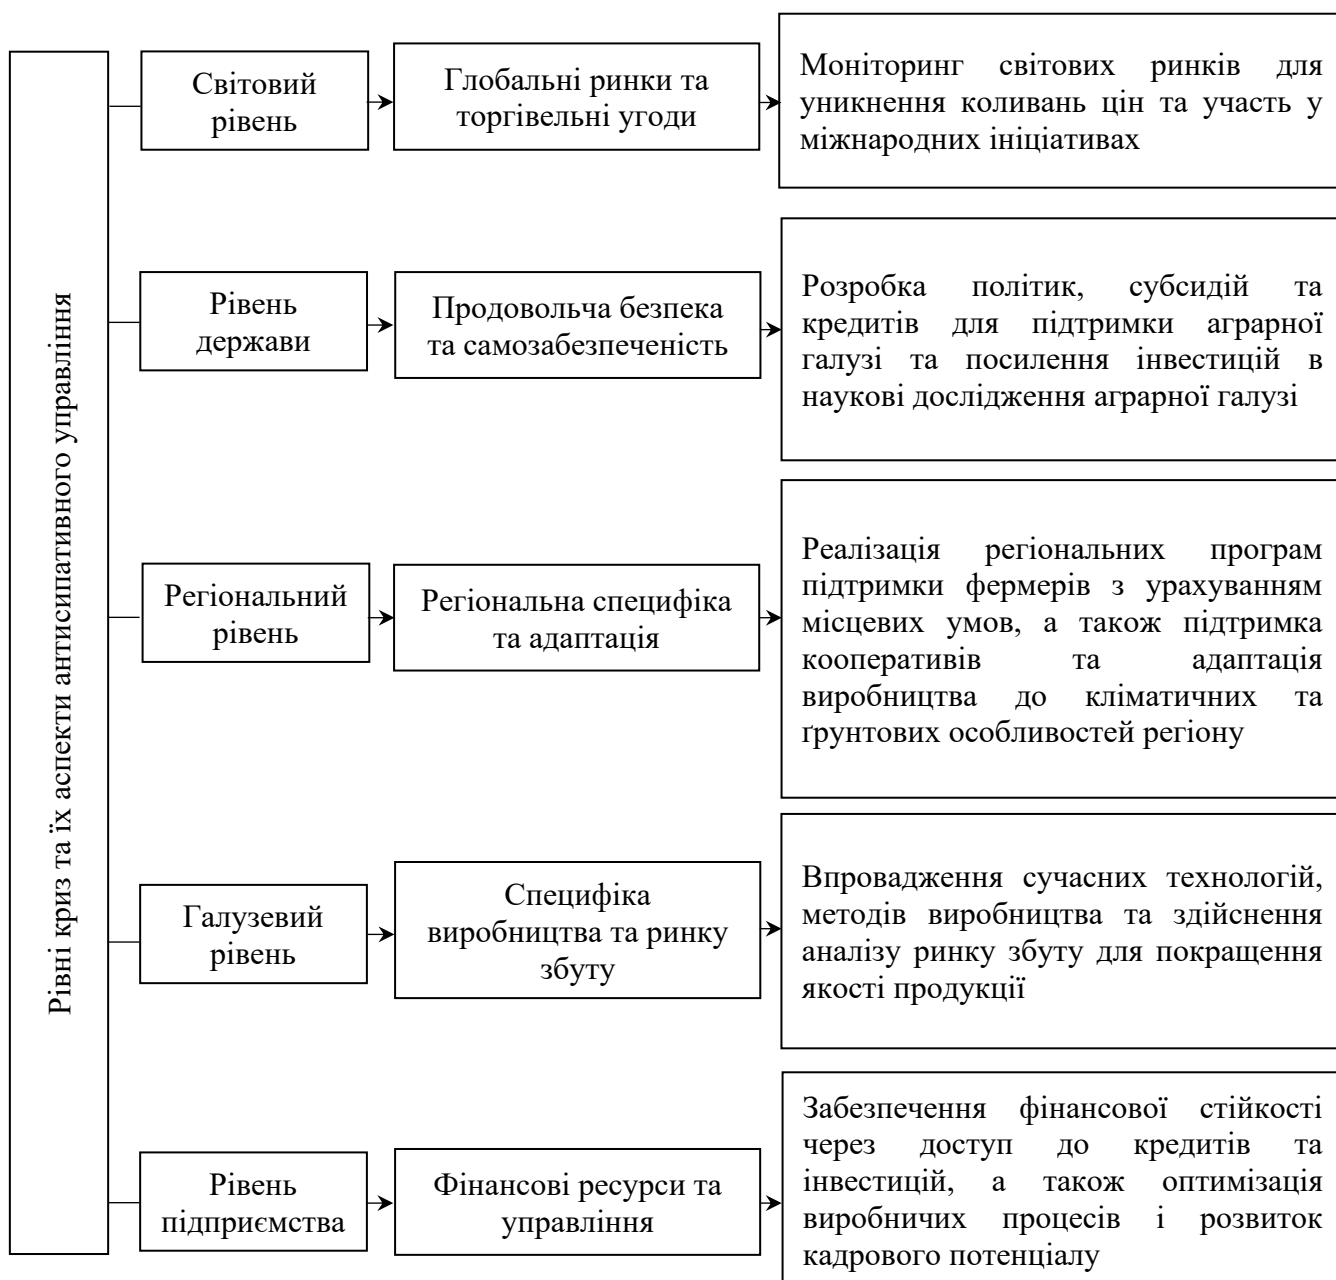 Рівні криз та їх аспекти антисипативного управління
Світовий
рівень
Глобальні ринки та
торгівельні угоди
Моніторинг світових ринків для
уникнення коливань цін та участь у
міжнародних ініціативах
Рівень
держави
Продовольча безпека
та самозабезпеченість
Розробка політик, субсидій та
кредитів для підтримки аграрної
галузі та посилення інвестицій в
наукові дослідження аграрної галузі
Регіональний
рівень
Регіональна специфіка
та адаптація
Реалізація регіональних програм
підтримки фермерів з урахуванням
місцевих умов, а також підтримка
кооперативів та адаптація
виробництва до кліматичних та
ґрунтових особливостей регіону
Галузевий
рівень
Специфіка
виробництва та ринку
збуту
Впровадження сучасних технологій,
методів виробництва та здійснення
аналізу ринку збуту для покращення
якості продукції
Рівень
підприємства
Фінансові ресурси та
управління
Забезпечення фінансової стійкості
через доступ до кредитів та
інвестицій, а також оптимізація
виробничих процесів і розвиток
кадрового потенціалу